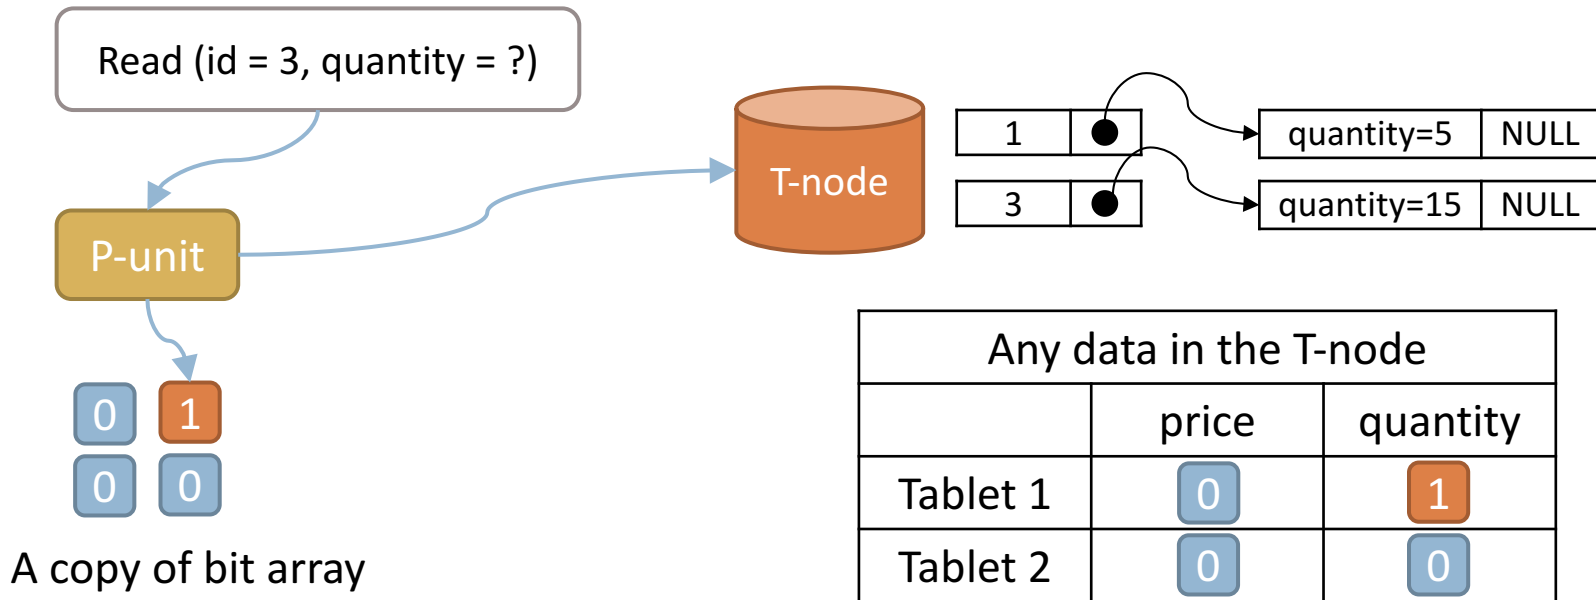 Read (id = 3, quantity = ?)
P-unit
0 1
0 0
A copy of bit array
T-node
1 quantity=5 NULL
3 quantity=15 NULL
Any data in the T-node
price quantity
Tablet 1 0 1
Tablet 2 0 0